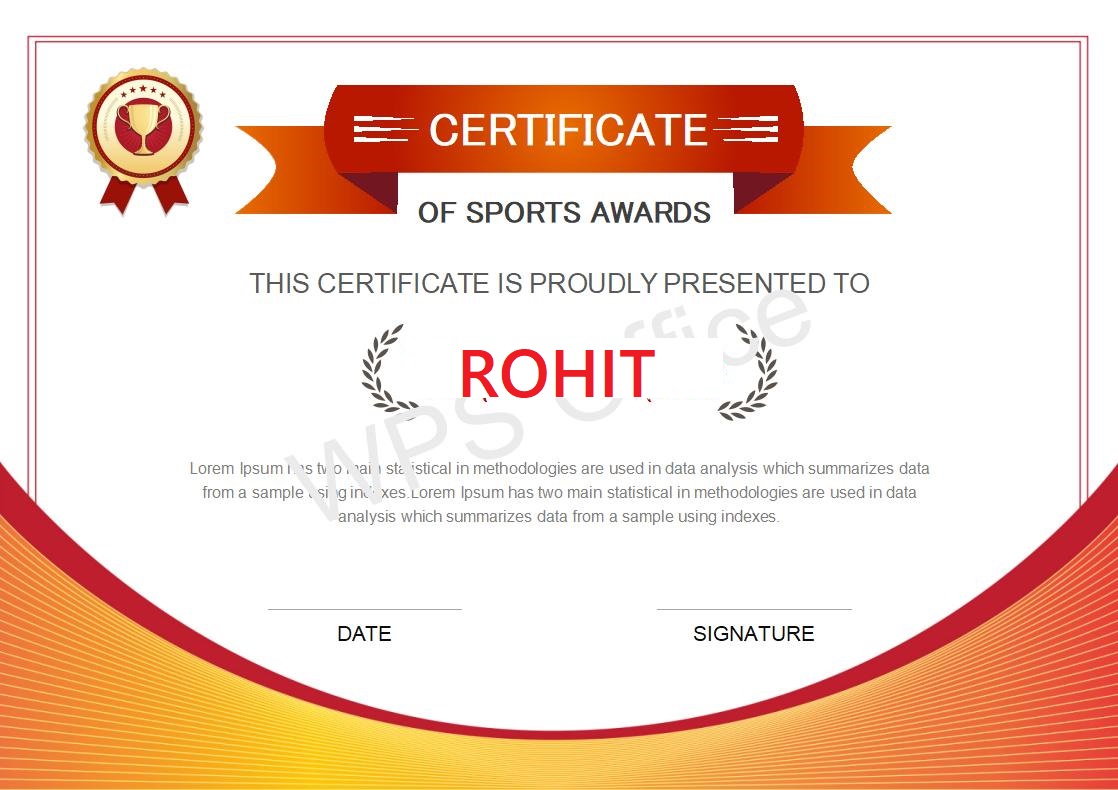 CERTIFICATE
OF SPORTS AWARDS
THIS CERTIFICATE IS PROUDLY PRESENTED TO
ROHIT
WPS Office
Lorem Ipsum has two main statistical in methodologies are used in data analysis which summarizes data
from a sample using indexes.Lorem Ipsum has two main statistical in methodologies are used in data
analysis which summarizes data from a sample using indexes.
DATE
SIGNATURE